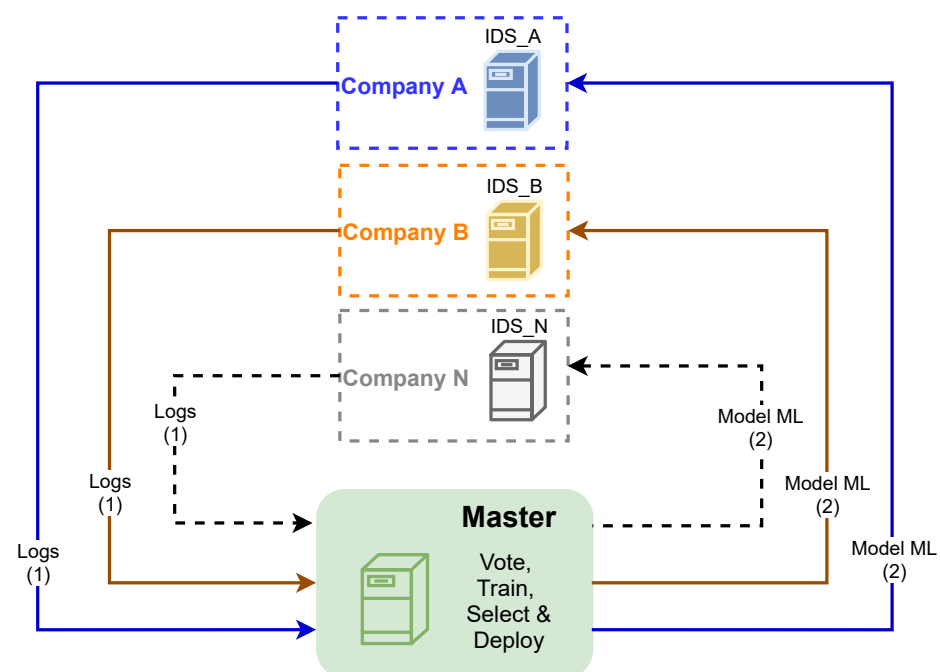 IDS_A
Company A
IDS_B
Company B
IDS_N
Company N
Logs
(1)
Model ML
(2)
Logs
(1)
Model ML
(2)
Logs
(1)
Model ML
(2)
Master
Vote,
Train,
Select &
Deploy